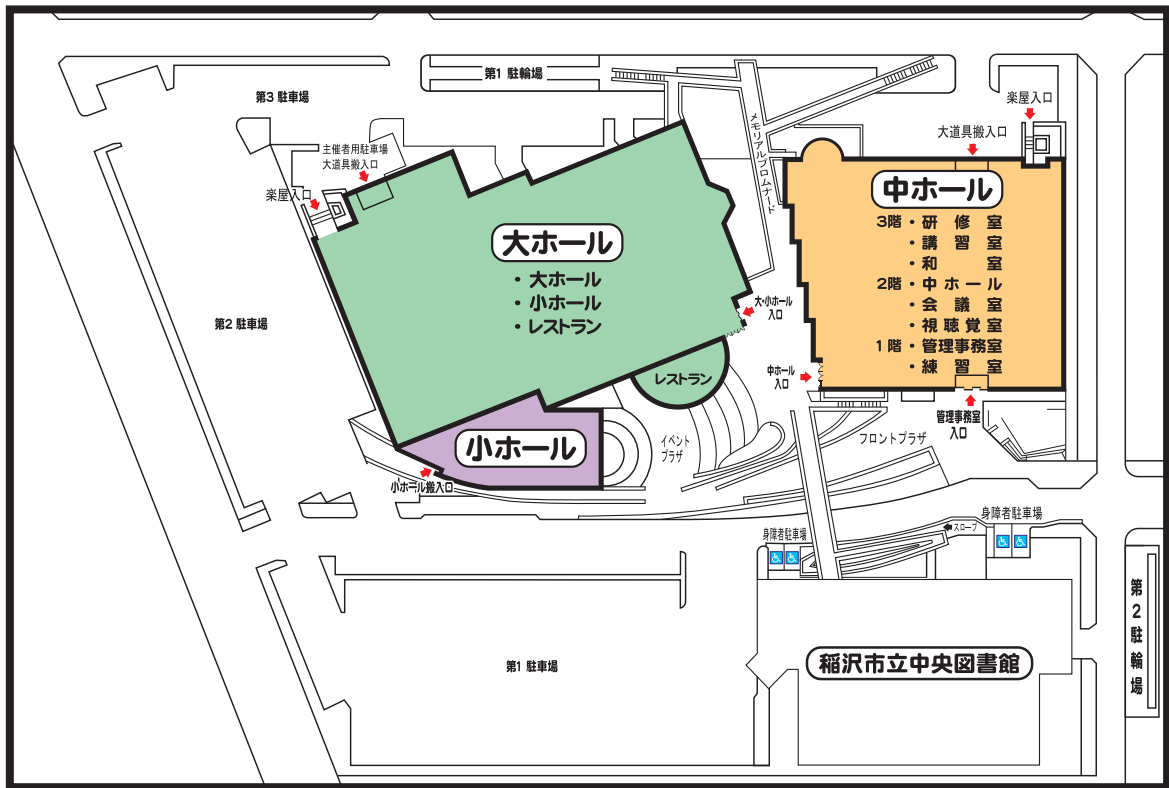 第1 駐輪場
第3 駐車場
楽屋入口
大道具搬入口
メモリアルプロムナード
主催者用駐車場
大道具搬入口
楽屋入口
中ホール
3階・研修室
・講習室
・和室
2階・中ホール
・会議室
・視聴覚室
1階・管理事務室
・練習室
大ホール
・大ホール
・小ホール
・レストラン
大・小ホール
入口
第2 駐車場
中ホール
入口
レストラン
管理事務室
入口
小ホール
イベント
プラザ
フロントプラザ
小ホール搬入口
身障者駐車場
スロープ
身障者駐車場
第2駐輪場
第1 駐車場
稲沢市立中央図書館